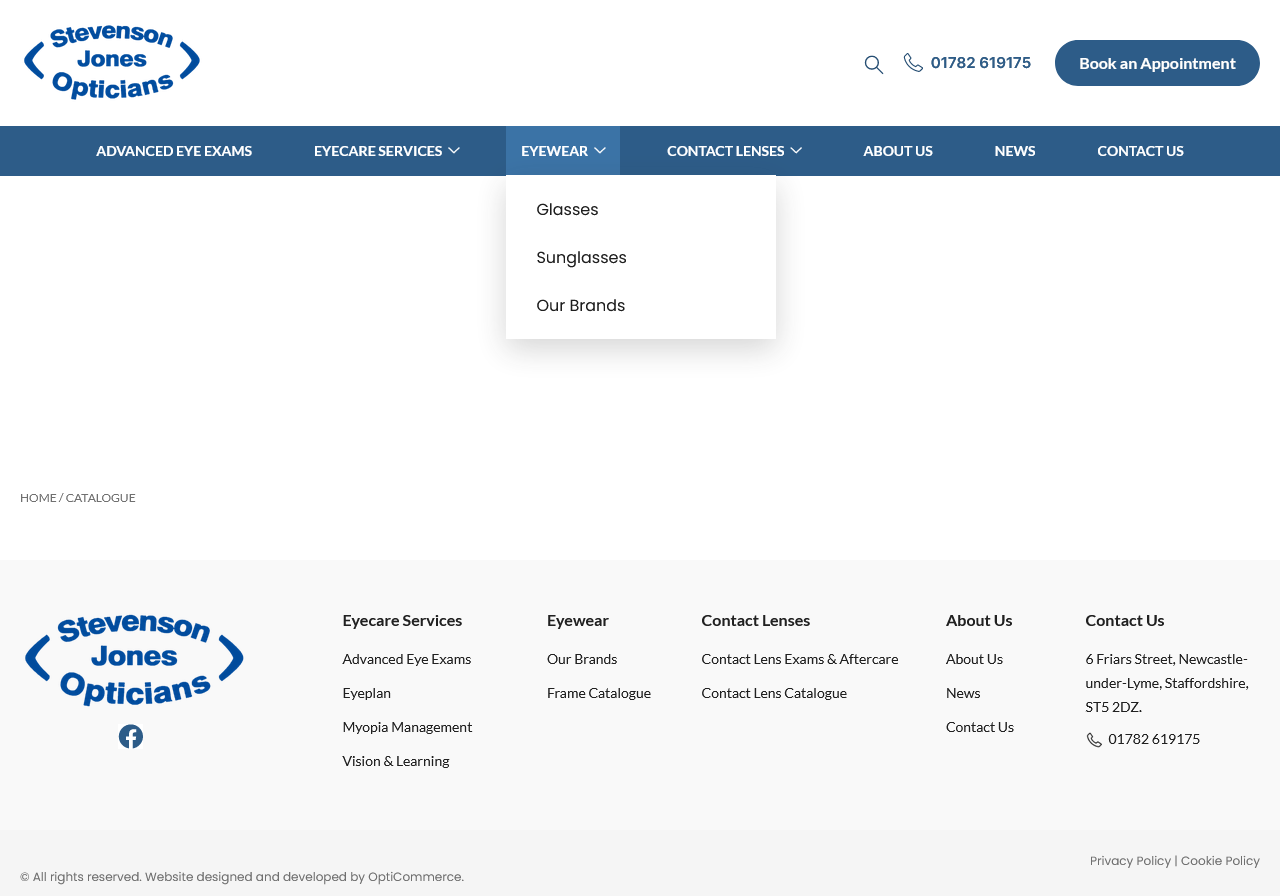 Stevenson
Jones
Opticians
01782 619175
Book an Appointment
ADVANCED EYE EXAMS
EYECARE SERVICES
EYEWEAR
CONTACT LENSES
ABOUT US
NEWS
CONTACT US
Glasses
Sunglasses
Our Brands
HOME / CATALOGUE
Stevenson
Jones
Opticians
Eyecare Services
Advanced Eye Exams
Eyeplan
Myopia Management
Vision & Learning
Eyewear
Our Brands
Frame Catalogue
Contact Lenses
Contact Lens Exams & Aftercare
Contact Lens Catalogue
About Us
About Us
News
Contact Us
Contact Us
6 Friars Street, Newcastle-
under-Lyme, Staffordshire,
ST5 2DZ.
01782 619175
Privacy Policy | Cookie Policy
© All rights reserved. Website designed and developed by OptiCommerce.